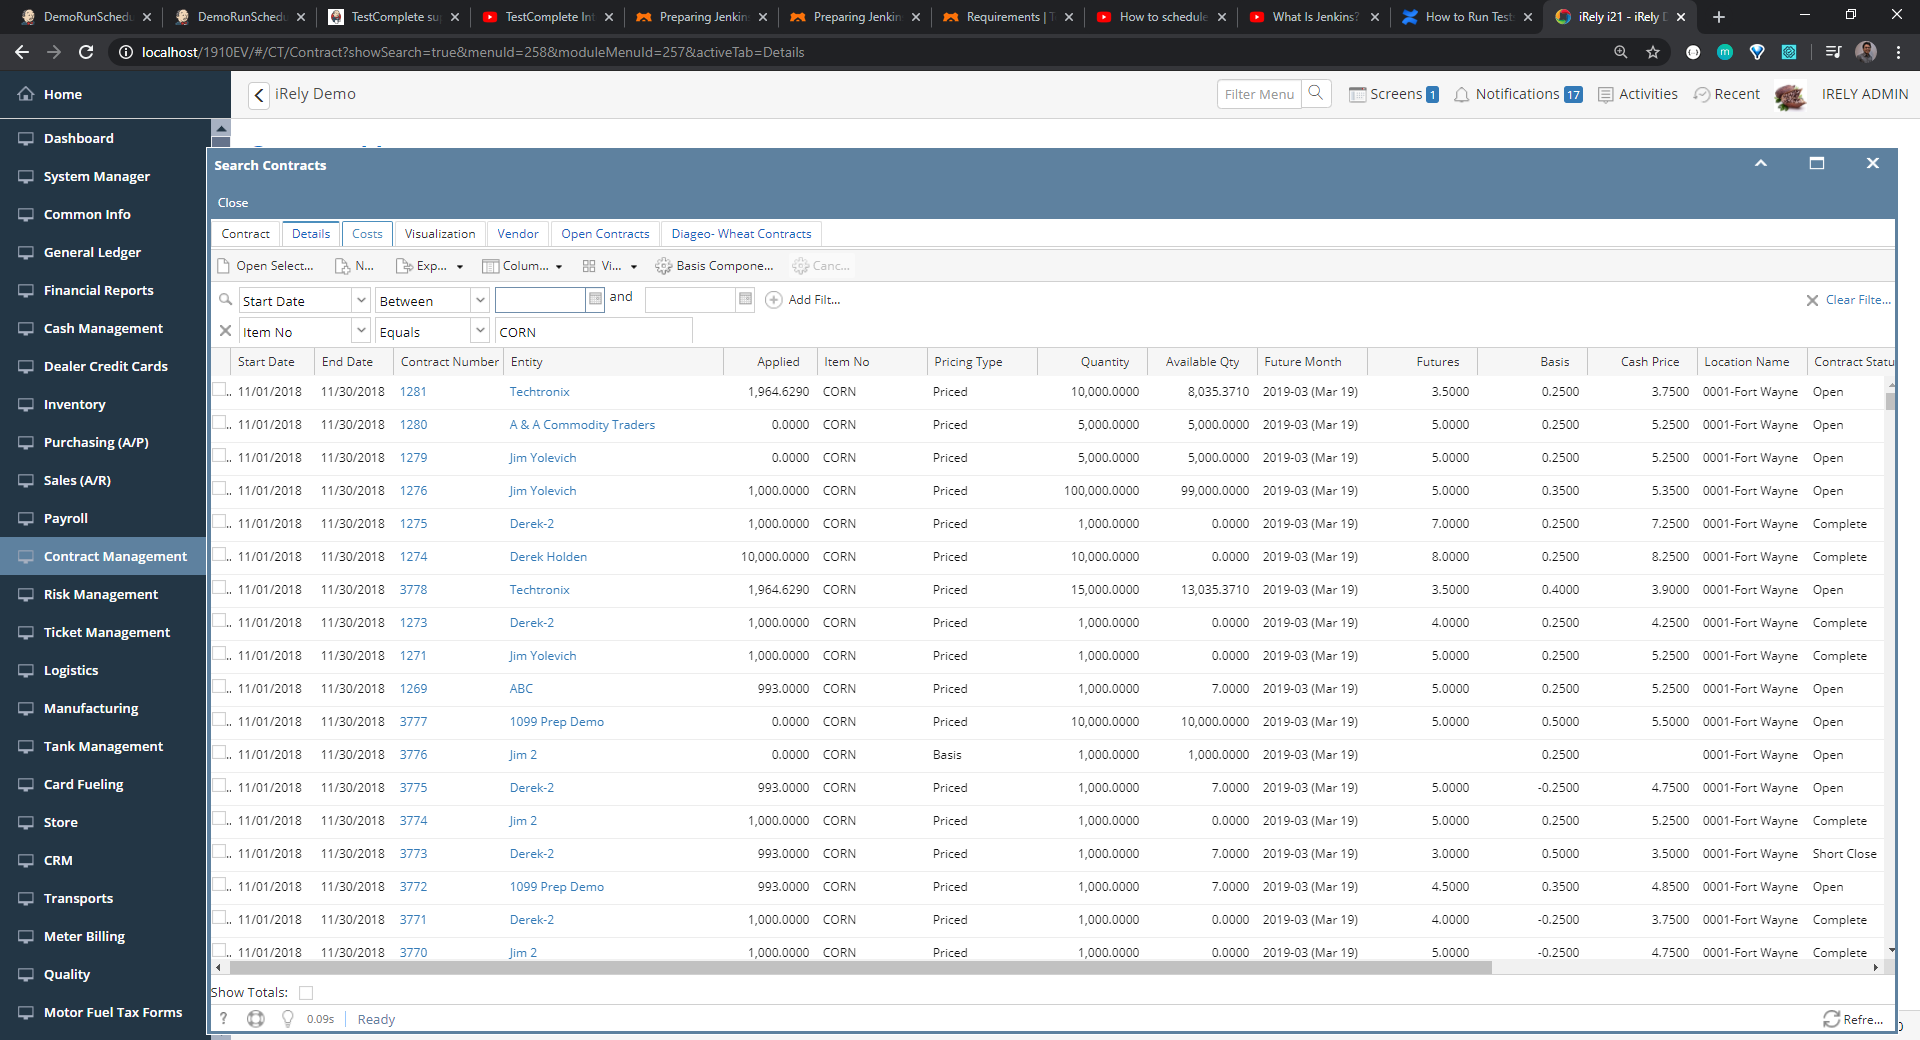 DemoRunSchedu
DemoRunSchedu
TestComplete su
TestComplete Int
Preparing Jenkin
Preparing Jenkin
Requirements | T
How to schedule
What Is Jenkins?
How to Run Test
iRely i21 - iRely D
localhost/1910EV/#/CT/Contract?showSearch=true&menuId=258&moduleMenuId=257&activeTab=Details
Home
iRely Demo
Filter Menu
Screens 1
Notifications 17
Activities
Recent
IRELY ADMIN
Dashboard
System Manager
Common Info
General Ledger
Financial Reports
Cash Management
Dealer Credit Cards
Inventory
Purchasing (A/P)
Sales (A/R)
Payroll
Contract Management
Risk Management
Ticket Management
Logistics
Manufacturing
Tank Management
Card Fueling
Store
CRM
Transports
Meter Billing
Quality
Motor Fuel Tax Forms
Search Contracts
Close
Contract Details Costs Visualization Vendor Open Contracts Diageo- Wheat Contracts
Open Select... N... Exp... Colum... Vi... Basis Compone... Canc...
Start Date Between and Add Filt... Clear Filte...
Item No Equals CORN
Start Date End Date Contract Number Entity Applied Item No Pricing Type Quantity Available Qty Future Month Futures Basis Cash Price Location Name Contract Statu
11/01/2018 11/30/2018 1281 Techtronix 1,964.6290 CORN Priced 10,000.0000 8,035.3710 2019-03 (Mar 19) 3.5000 0.2500 3.7500 0001-Fort Wayne Open
11/01/2018 11/30/2018 1280 A & A Commodity Traders 0.0000 CORN Priced 5,000.0000 5,000.0000 2019-03 (Mar 19) 5.0000 0.2500 5.2500 0001-Fort Wayne Open
11/01/2018 11/30/2018 1279 Jim Yolevich 0.0000 CORN Priced 5,000.0000 5,000.0000 2019-03 (Mar 19) 5.0000 0.2500 5.2500 0001-Fort Wayne Open
11/01/2018 11/30/2018 1276 Jim Yolevich 1,000.0000 CORN Priced 100,000.0000 99,000.0000 2019-03 (Mar 19) 5.0000 0.3500 5.3500 0001-Fort Wayne Open
11/01/2018 11/30/2018 1275 Derek-2 1,000.0000 CORN Priced 1,000.0000 0.0000 2019-03 (Mar 19) 7.0000 0.2500 7.2500 0001-Fort Wayne Complete
11/01/2018 11/30/2018 1274 Derek Holden 10,000.0000 CORN Priced 10,000.0000 0.0000 2019-03 (Mar 19) 8.0000 0.2500 8.2500 0001-Fort Wayne Complete
11/01/2018 11/30/2018 3778 Techtronix 1,964.6290 CORN Priced 15,000.0000 13,035.3710 2019-03 (Mar 19) 3.5000 0.4000 3.9000 0001-Fort Wayne Open
11/01/2018 11/30/2018 1273 Derek-2 1,000.0000 CORN Priced 1,000.0000 0.0000 2019-03 (Mar 19) 4.0000 0.2500 4.2500 0001-Fort Wayne Complete
11/01/2018 11/30/2018 1271 Jim Yolevich 1,000.0000 CORN Priced 1,000.0000 0.0000 2019-03 (Mar 19) 5.0000 0.2500 5.2500 0001-Fort Wayne Complete
11/01/2018 11/30/2018 1269 ABC 993.0000 CORN Priced 1,000.0000 7.0000 2019-03 (Mar 19) 5.0000 0.2500 5.2500 0001-Fort Wayne Open
11/01/2018 11/30/2018 3777 1099 Prep Demo 0.0000 CORN Priced 10,000.0000 10,000.0000 2019-03 (Mar 19) 5.0000 0.5000 5.5000 0001-Fort Wayne Open
11/01/2018 11/30/2018 3776 Jim 2 0.0000 CORN Basis 1,000.0000 1,000.0000 2019-03 (Mar 19) 0.2500 0001-Fort Wayne Open
11/01/2018 11/30/2018 3775 Derek-2 993.0000 CORN Priced 1,000.0000 7.0000 2019-03 (Mar 19) 5.0000 -0.2500 4.7500 0001-Fort Wayne Open
11/01/2018 11/30/2018 3774 Jim 2 1,000.0000 CORN Priced 1,000.0000 0.0000 2019-03 (Mar 19) 5.0000 0.2500 5.2500 0001-Fort Wayne Complete
11/01/2018 11/30/2018 3773 Derek-2 993.0000 CORN Priced 1,000.0000 7.0000 2019-03 (Mar 19) 3.0000 0.5000 3.5000 0001-Fort Wayne Short Close
11/01/2018 11/30/2018 3772 1099 Prep Demo 993.0000 CORN Priced 1,000.0000 7.0000 2019-03 (Mar 19) 4.5000 0.3500 4.8500 0001-Fort Wayne Open
11/01/2018 11/30/2018 3771 Derek-2 1,000.0000 CORN Priced 1,000.0000 0.0000 2019-03 (Mar 19) 4.0000 -0.2500 3.7500 0001-Fort Wayne Complete
11/01/2018 11/30/2018 3770 Jim 2 1,000.0000 CORN Priced 1,000.0000 0.0000 2019-03 (Mar 19) 5.0000 -0.2500 4.7500 0001-Fort Wayne Complete
Show Totals:
? 0.09s Ready Refre...